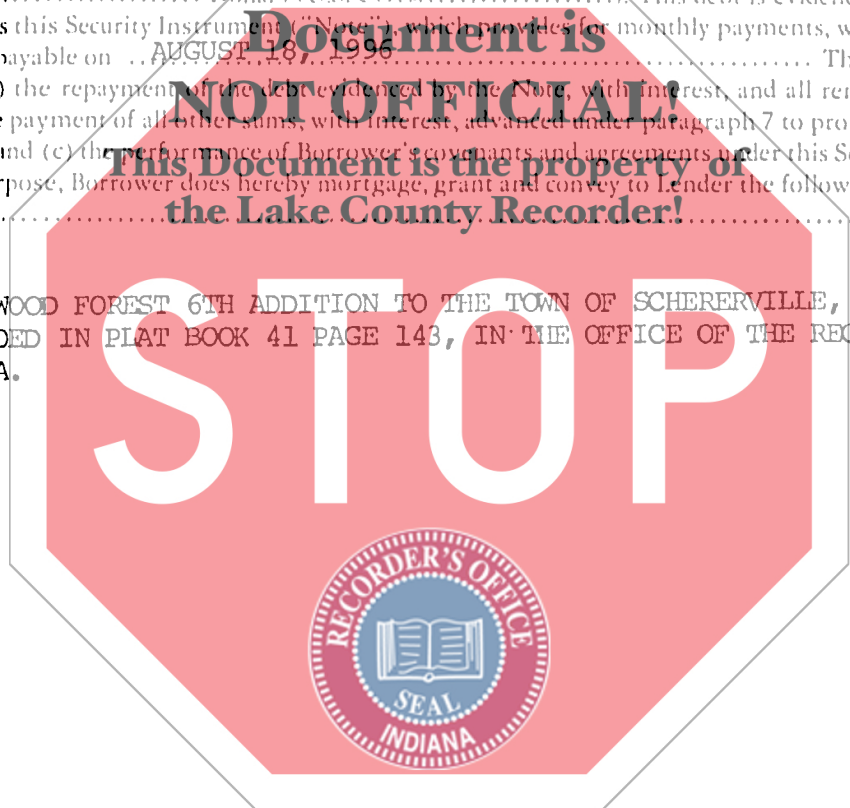 s this Security Instrument ("Note"), which provides for monthly payments, w
payable on AUGUST 18, 1996 Th
) the repayment of the debt evidenced by the Note, with interest, and all ren
payment of all other sums, with interest, advanced under paragraph 7 to pro
and (c) the performance of Borrower's covenants and agreements under this Se
rpose, Borrower does hereby mortgage, grant and convey to Lender the follow
Document is
NOT OFFICIAL!
This Document is the property of
the Lake County Recorder!
WOOD FOREST 6TH ADDITION TO THE TOWN OF SCHERERVILLE,
DED IN PLAT BOOK 41 PAGE 143, IN THE OFFICE OF THE REC
A.
STOP
RECORDER'S OFFICE
SEAL
INDIANA